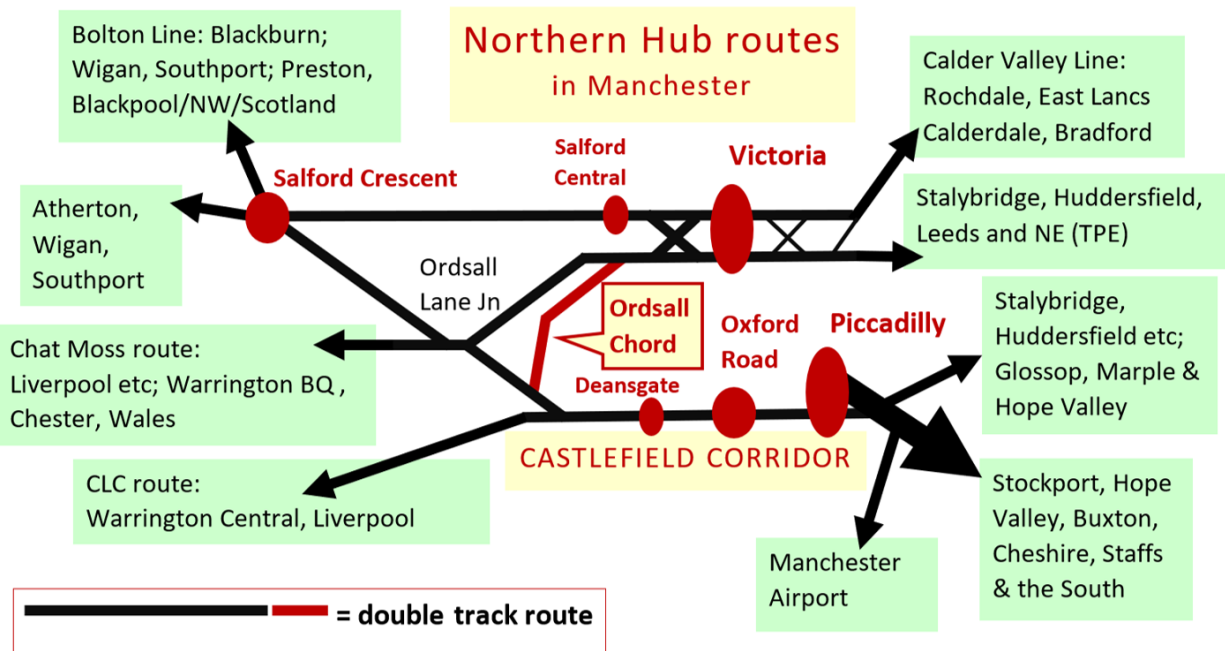 Northern Hub routes
in Manchester
Bolton Line: Blackburn;
Wigan, Southport; Preston,
Blackpool/NW/Scotland
Calder Valley Line:
Rochdale, East Lancs
Calderdale, Bradford
Salford Crescent
Salford
Central
Victoria
Atherton,
Wigan,
Southport
Stalybridge, Huddersfield,
Leeds and NE (TPE)
Ordsall
Lane Jn
Ordsall
Chord
Oxford
Road
Piccadilly
Stalybridge,
Huddersfield etc;
Glossop, Marple &
Hope Valley
Chat Moss route:
Liverpool etc; Warrington BQ ,
Chester, Wales
Deansgate
CASTLEFIELD CORRIDOR
CLC route:
Warrington Central, Liverpool
Stockport, Hope
Valley, Buxton,
Cheshire, Staffs
& the South
Manchester
Airport
= double track route